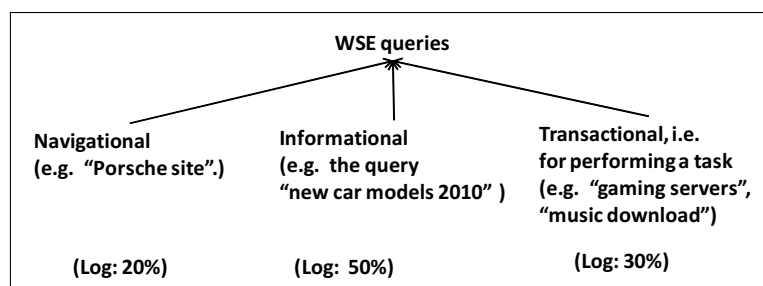 WSE queries
Navigational
(e.g. “Porsche site”.)
(Log: 20%)
Informational
(e.g. the query
“new car models 2010” )
(Log: 50%)
Transactional, i.e.
for performing a task
(e.g. “gaming servers”,
“music download”)
(Log: 30%)